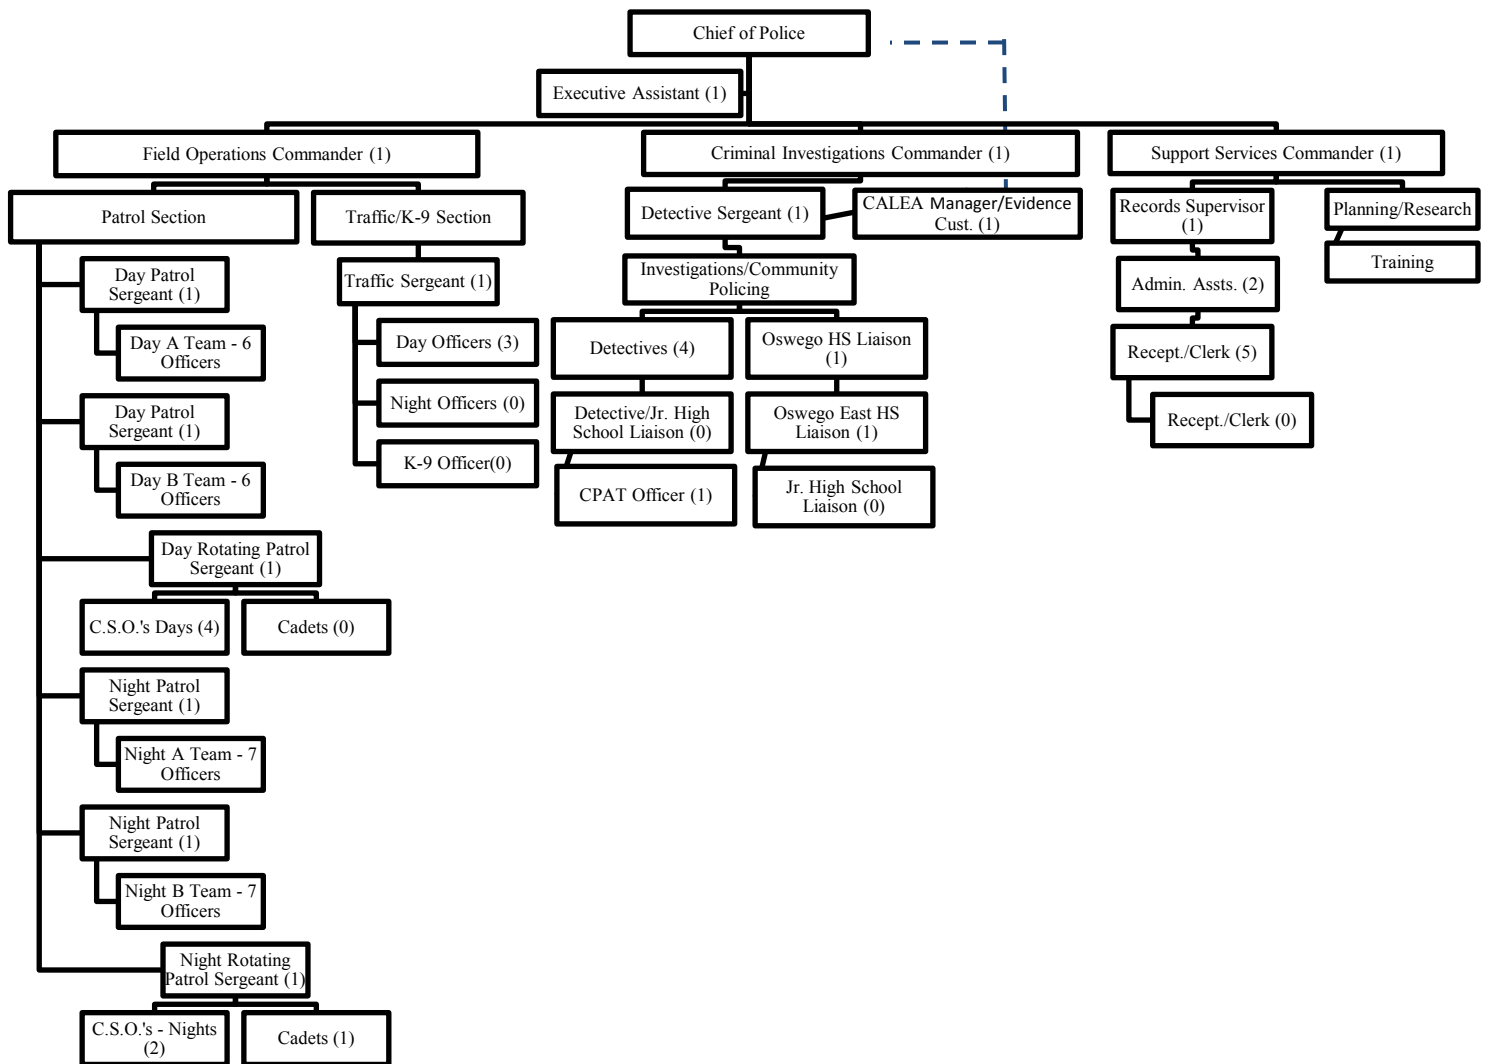 Chief of Police
Executive Assistant (1)
Field Operations Commander (1)
Criminal Investigations Commander (1)
Support Services Commander (1)
Patrol Section
Traffic/K-9 Section
Detective Sergeant (1)
CALEA Manager/Evidence
Cust. (1)
Records Supervisor
(1)
Planning/Research
Day Patrol
Sergeant (1)
Traffic Sergeant (1)
Investigations/Community
Policing
Admin. Assts. (2)
Training
Day A Team - 6
Officers
Day Officers (3)
Detectives (4)
Oswego HS Liaison
(1)
Recept./Clerk (5)
Day Patrol
Sergeant (1)
Night Officers (0)
Detective/Jr. High
School Liaison (0)
Oswego East HS
Liaison (1)
Recept./Clerk (0)
Day B Team - 6
Officers
K-9 Officer(0)
CPAT Officer (1)
Jr. High School
Liaison (0)
Day Rotating Patrol
Sergeant (1)
C.S.O.'s Days (4)
Cadets (0)
Night Patrol
Sergeant (1)
Night A Team - 7
Officers
Night Patrol
Sergeant (1)
Night B Team - 7
Officers
Night Rotating
Patrol Sergeant (1)
C.S.O.'s - Nights
(2)
Cadets (1)